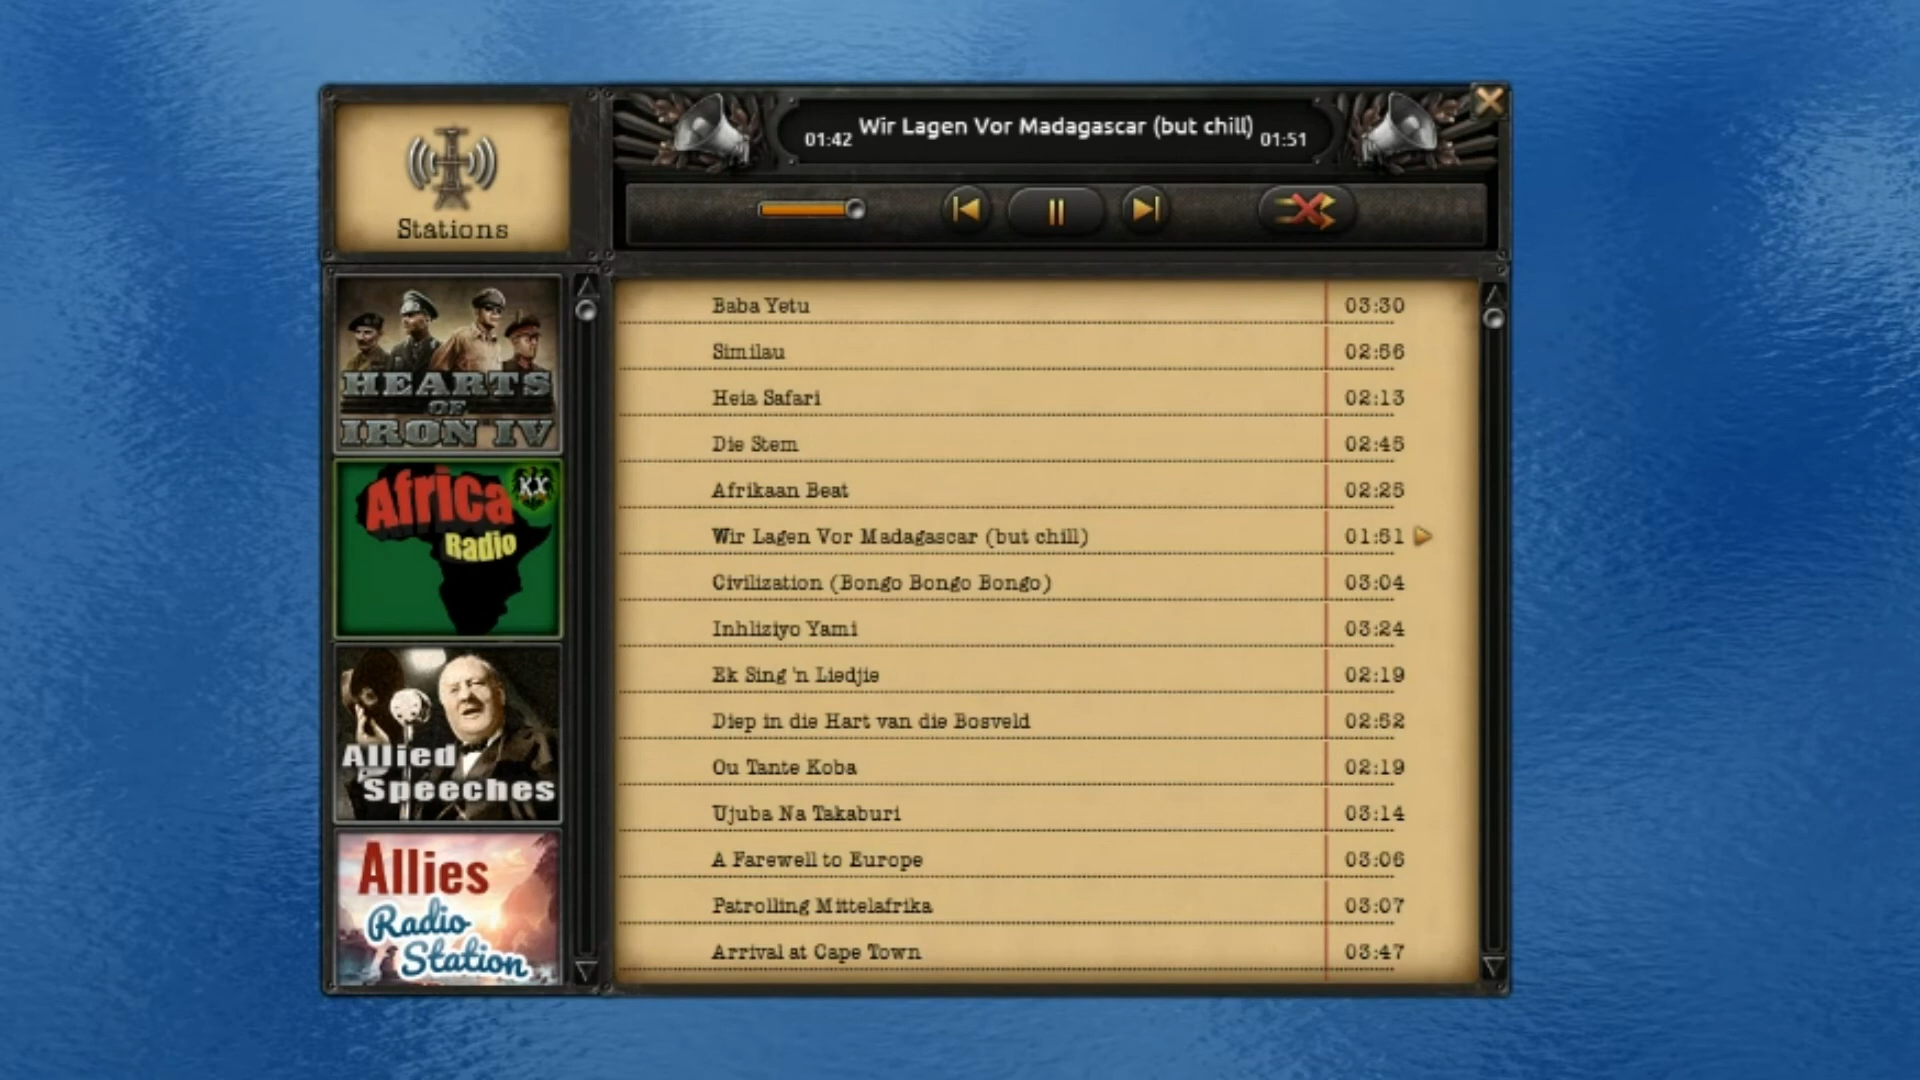 Stations
01:42 Wir Lagen Vor Madagascar (but chill) 01:51
HEARTS
OF
IRON IV
Africa
KX
Radio
Allied
Speeches
Allies
Radio
Station
Baba Yetu 03:30
Similau 02:56
Heia Safari 02:13
Die Stem 02:45
Afrikaan Beat 02:25
Wir Lagen Vor Madagascar (but chill) 01:51
Civilization (Bongo Bongo Bongo) 03:04
Inhliziyo Yami 03:24
Ek Sing 'n Liedjie 02:19
Diep in die Hart van die Bosveld 02:52
Ou Tante Koba 02:19
Ujuba Na Takaburi 03:14
A Farewell to Europe 03:06
Patrolling Mittelafrika 03:07
Arrival at Cape Town 03:47